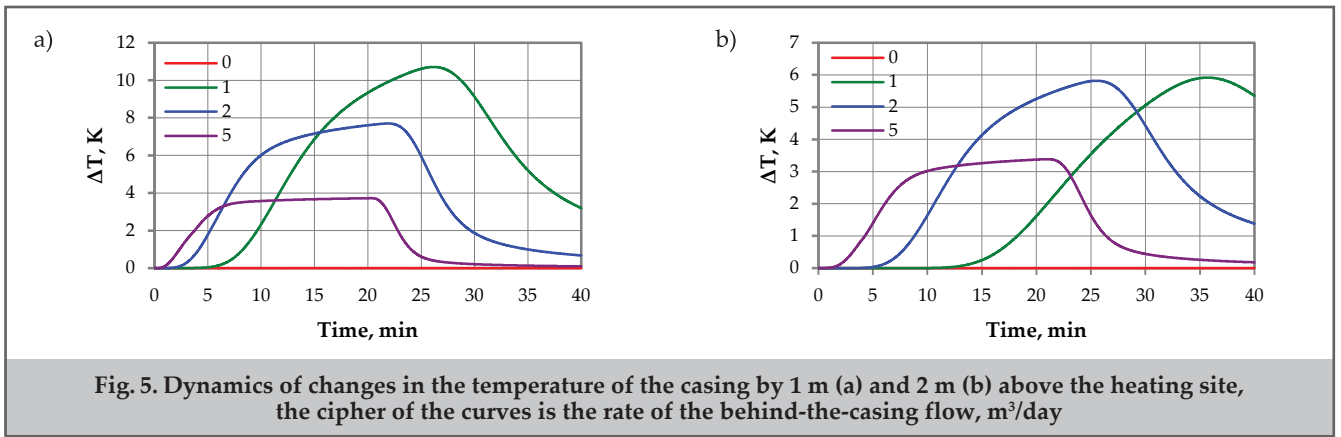 a)
12
10
8
6
4
2
0
ΔT, K
0
1
2
5
0 5 10 15 20 25 30 35 40
Time, min
b)
7
6
5
4
3
2
1
0
ΔT, K
0
1
2
5
0 5 10 15 20 25 30 35 40
Time, min
Fig. 5. Dynamics of changes in the temperature of the casing by 1 m (a) and 2 m (b) above the heating site,
the cipher of the curves is the rate of the behind-the-casing flow, m³/day